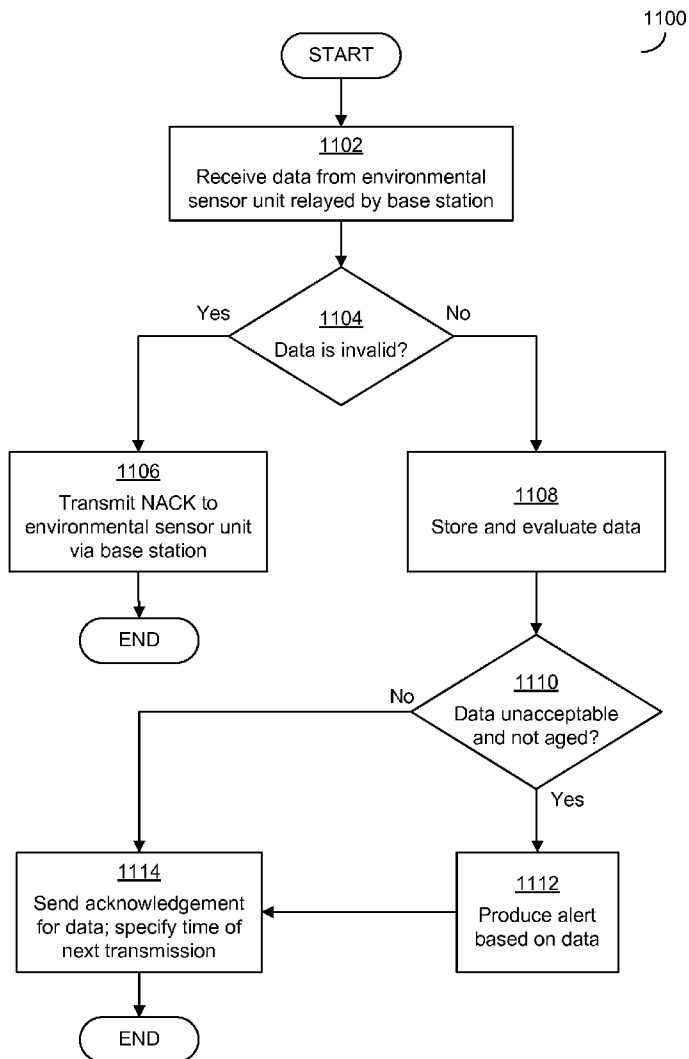 1100
START
1102
Receive data from environmental
sensor unit relayed by base station
Yes
No
1104
Data is invalid?
1106
Transmit NACK to
environmental sensor unit
via base station
1108
Store and evaluate data
END
No
1110
Data unacceptable
and not aged?
Yes
1114
Send acknowledgement
for data; specify time of
next transmission
1112
Produce alert
based on data
END